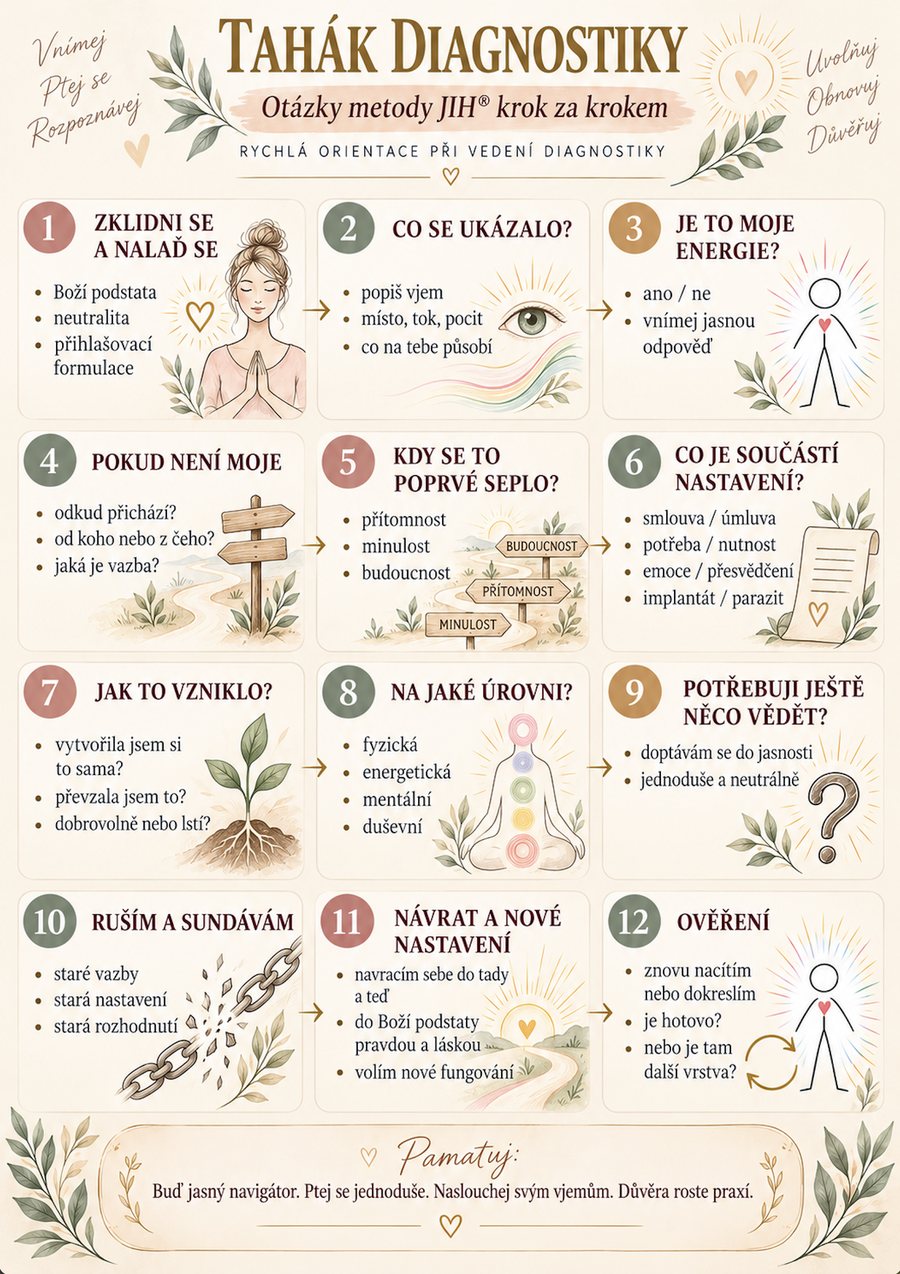 Vnímej
Ptej se
Rozpoznávej
TAHÁK DIAGNOSTIKY
Otázky metody JIH® krok za krokem
RYCHLÁ ORIENTACE PŘI VEDENÍ DIAGNOSTIKY
Uvolňuj
Obnovuj
Důvěřuj
1 ZKLIDNI SE
A NALAĎ SE
• Boží podstata
• neutralita
• přihlašovací
formulace
2 CO SE UKÁZALO?
• popiš vjem
• místo, tok, pocit
• co na tebe působí
3 JE TO MOJE
ENERGIE?
• ano / ne
• vnímej jasnou
odpověď
4 POKUD NENÍ MOJE
• odkud přichází?
• od koho nebo z čeho?
• jaká je vazba?
5 KDY SE TO
POPRVÉ SEPLO?
• přítomnost
• minulost
• budoucnost
BUDOUCNOST
PŘÍTOMNOST
MINULOST
6 CO JE SOUČÁSTÍ
NASTAVENÍ?
• smlouva / úmluva
• potřeba / nutnost
• emoce / přesvědčení
• implantát / parazit
7 JAK TO VZNIKLO?
• vytvořila jsem si
to sama?
• převzala jsem to?
• dobrovolně nebo lstí?
8 NA JAKÉ ÚROVNI?
• fyzická
• energetická
• mentální
• duševní
9 POTŘEBUJI JEŠTĚ
NĚCO VĚDĚT?
• doptávám se do jasnosti
• jednoduše a neutrálně
10 RUŠÍM A SUNDÁVÁM
• staré vazby
• stará nastavení
• stará rozhodnutí
11 NÁVRAT A NOVÉ
NASTAVENÍ
• navracím sebe do tady
a teď
• do Boží podstaty
pravdou a láskou
• volím nové fungování
12 OVĚŘENÍ
• znovu nacítím
nebo dokreslím
• je hotovo?
• nebo je tam
další vrstva?
Pamatuj:
Buď jasný navigátor. Ptej se jednoduše. Naslouchej svým vjemům. Důvěra roste praxí.